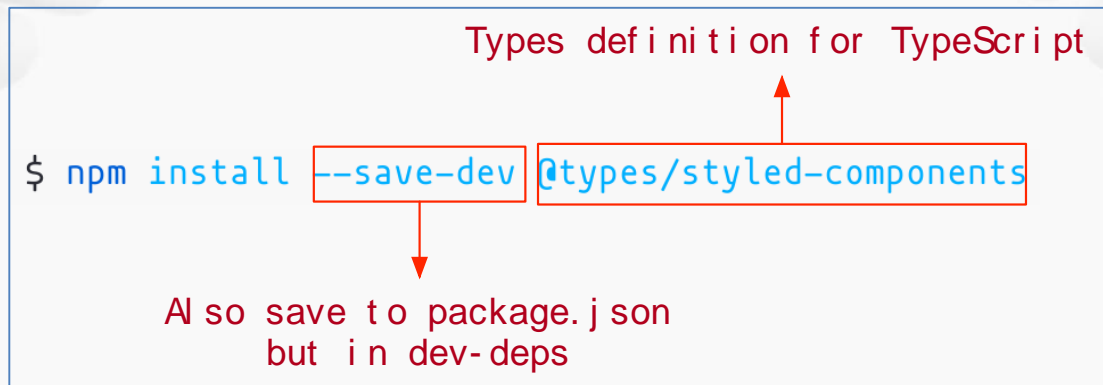 Types definition for TypeScript
$ npm install --save-dev @types/styled-components
Also save to package.json
but in dev-deps